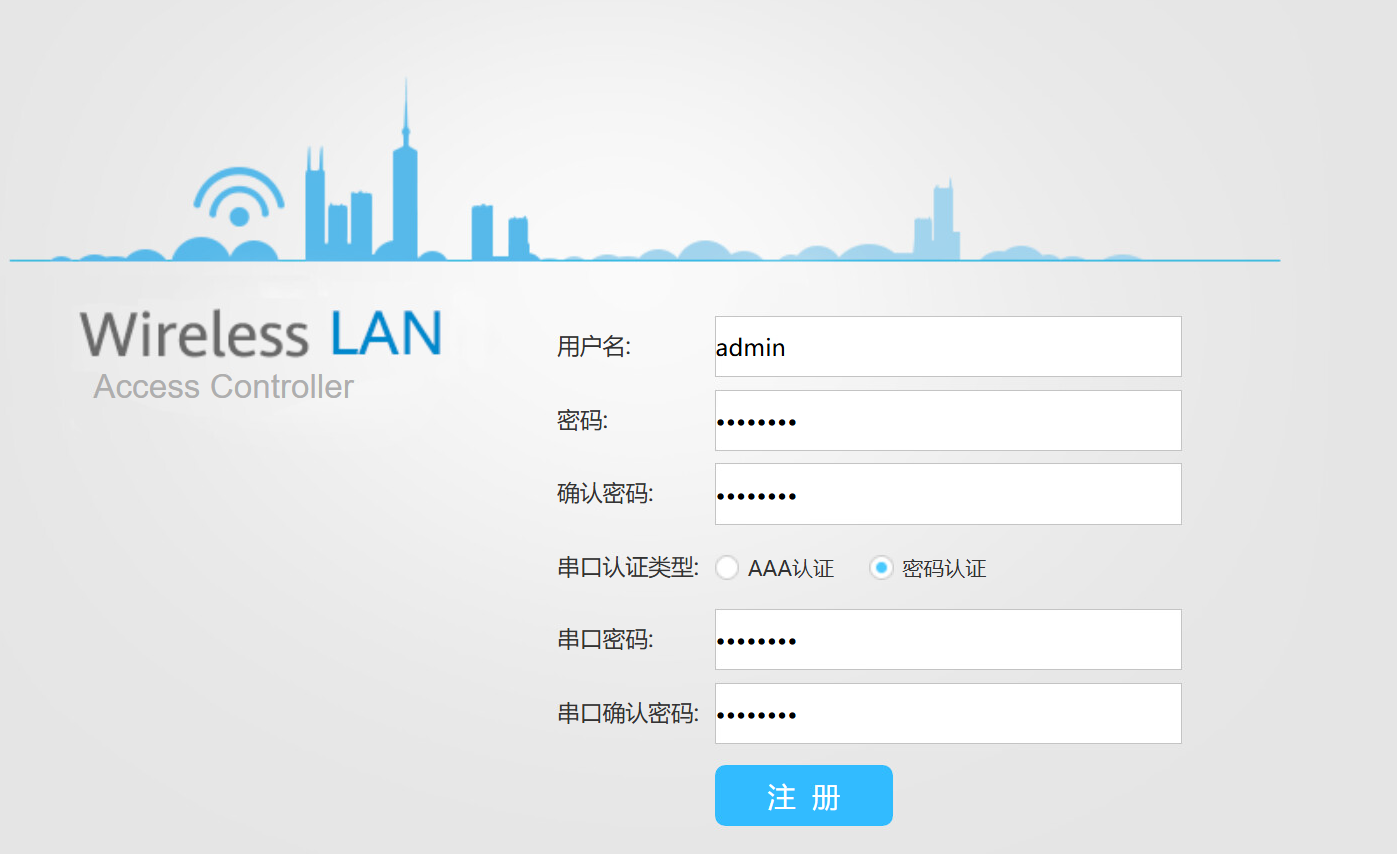 Wireless LAN
Access Controller
用户名: admin
密码: ••••••••
确认密码: ••••••••
串口认证类型: AAA认证 密码认证
串口密码: ••••••••
串口确认密码: ••••••••
注 册